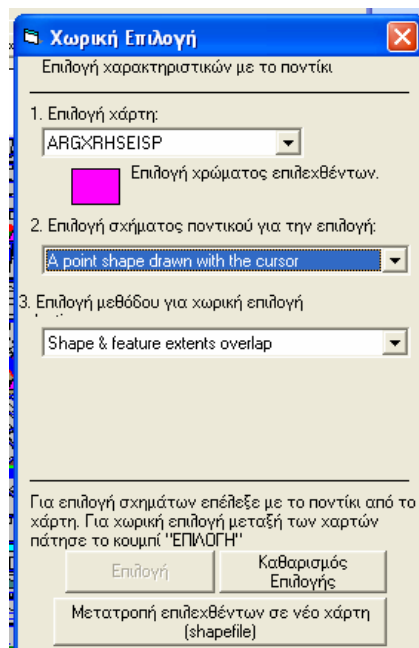 Χωρική Επιλογή
Επιλογή χαρακτηριστικών με το ποντίκι
1. Επιλογή χάρτη:
ARGXRHSEISP
Επιλογή χρώματος επιλεχθέντων.
2. Επιλογή σχήματος ποντικού για την επιλογή:
A point shape drawn with the cursor
3. Επιλογή μεθόδου για χωρική επιλογή
Shape & feature extents overlap
Για επιλογή σχημάτων επέλεξε με το ποντίκι από το
χάρτη. Για χωρική επιλογή μεταξή των χαρτών
πάτησε το κουμπί "ΕΠΙΛΟΓΗ"
Επιλογή
Καθαρισμός
Επιλογής
Μετατροπή επιλεχθέντων σε νέο χάρτη
(shapefile)